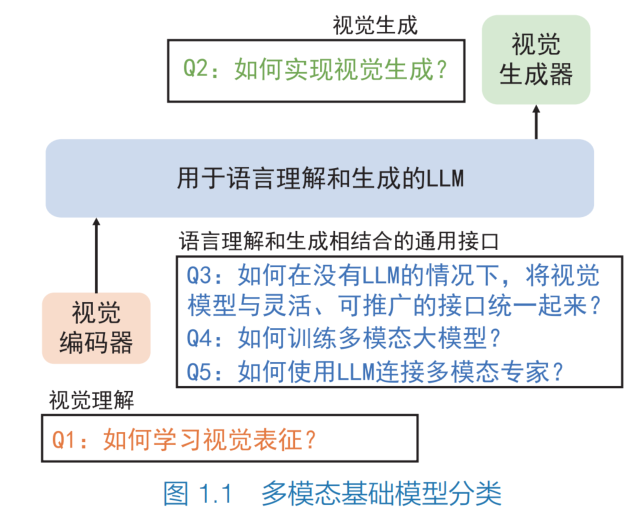 视觉生成
Q2：如何实现视觉生成？
视觉
生成器
用于语言理解和生成的LLM
语言理解和生成相结合的通用接口
Q3：如何在没有LLM的情况下，将视觉
模型与灵活、可推广的接口统一起来？
Q4：如何训练多模态大模型？
Q5：如何使用LLM连接多模态专家？
视觉
编码器
视觉理解
Q1：如何学习视觉表征？
图 1.1　多模态基础模型分类